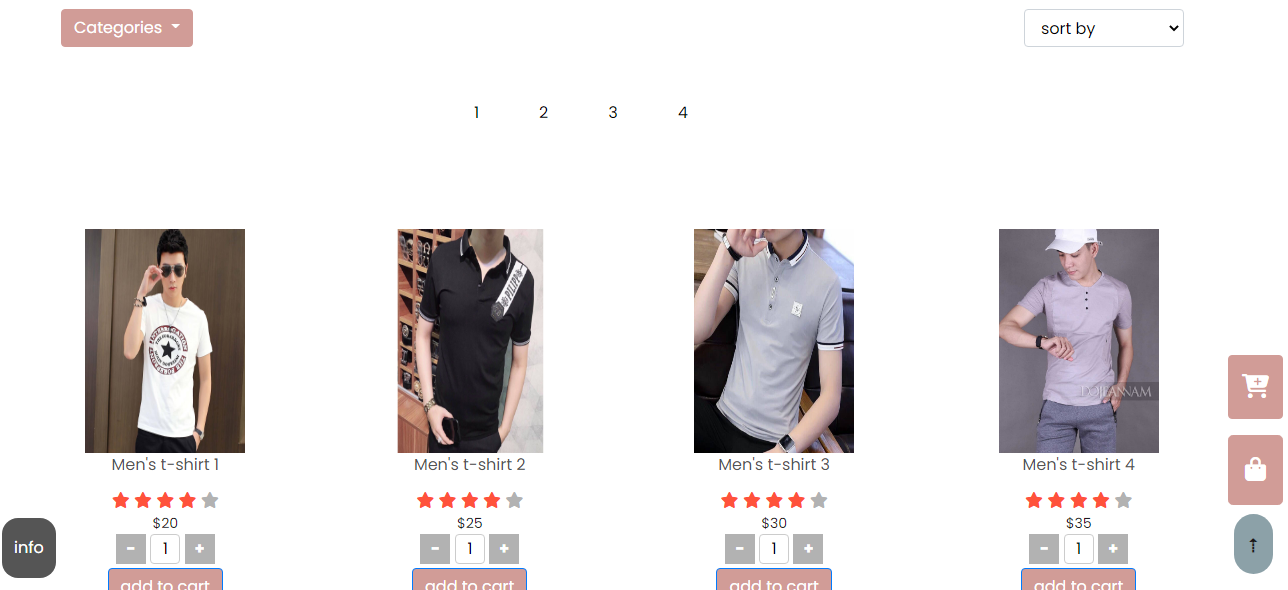 Categories
sort by
1 2 3 4
PILIPP
DOJEANNAM
Men's t-shirt 1 Men's t-shirt 2 Men's t-shirt 3 Men's t-shirt 4
$20 $25 $30 $35
info
- 1 + - 1 + - 1 + - 1 +
add to cart add to cart add to cart add to cart